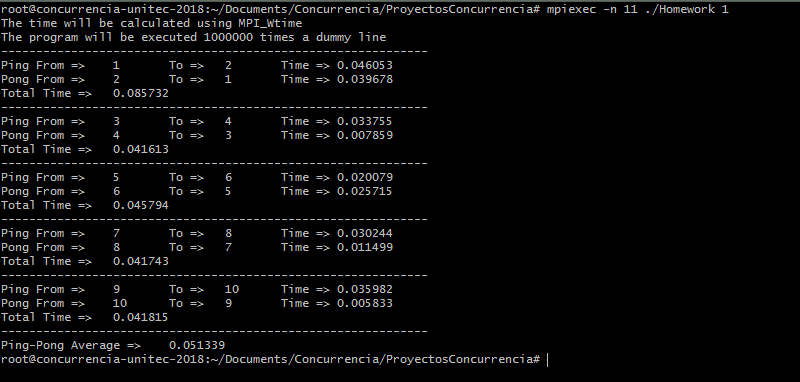 root@concurrencia-unitec-2018:~/Documents/Concurrencia/ProyectosConcurrencia# mpiexec -n 11 ./Homework 1
The time will be calculated using MPI_Wtime
The program will be executed 1000000 times a dummy line
-------------------------------------------------------------
Ping From => 1 To => 2 Time => 0.046053
Pong From => 2 To => 1 Time => 0.039678
Total Time => 0.085732
-------------------------------------------------------------
Ping From => 3 To => 4 Time => 0.033755
Pong From => 4 To => 3 Time => 0.007859
Total Time => 0.041613
-------------------------------------------------------------
Ping From => 5 To => 6 Time => 0.020079
Pong From => 6 To => 5 Time => 0.025715
Total Time => 0.045794
-------------------------------------------------------------
Ping From => 7 To => 8 Time => 0.030244
Pong From => 8 To => 7 Time => 0.011499
Total Time => 0.041743
-------------------------------------------------------------
Ping From => 9 To => 10 Time => 0.035982
Pong From => 10 To => 9 Time => 0.005833
Total Time => 0.041815
-------------------------------------------------------------
Ping-Pong Average => 0.051339
root@concurrencia-unitec-2018:~/Documents/Concurrencia/ProyectosConcurrencia#